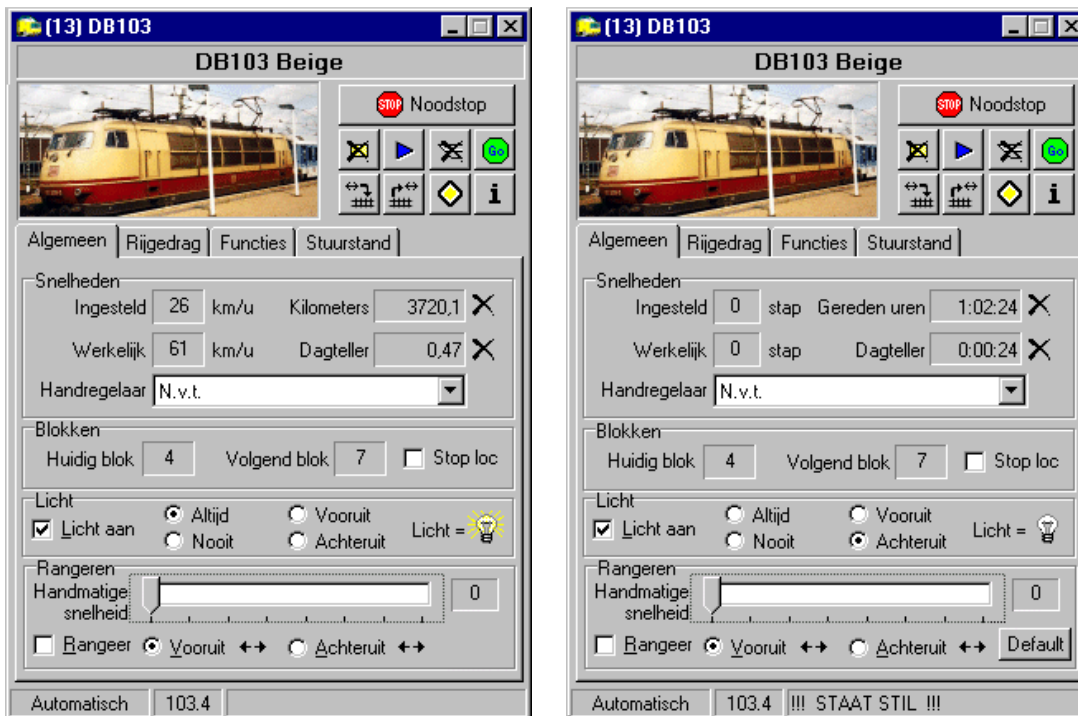 (13) DB103
DB103 Beige
STOP Noodstop
Go
i
Algemeen Rijgedrag Functies Stuurstand
Snelheden
Ingesteld 26 km/u Kilometers 3720,1
Werkelijk 61 km/u Dagteller 0,47
Handregelaar N.v.t.
Blokken
Huidig blok 4 Volgend blok 7 Stop loc
Licht
Licht aan Altijd Vooruit Licht =
Nooit Achteruit
Rangeren
Handmatige 0
snelheid
Rangeer Vooruit Achteruit
Automatisch 103.4
(13) DB103
DB103 Beige
STOP Noodstop
Go
i
Algemeen Rijgedrag Functies Stuurstand
Snelheden
Ingesteld 0 stap Gereden uren 1:02:24
Werkelijk 0 stap Dagteller 0:00:24
Handregelaar N.v.t.
Blokken
Huidig blok 4 Volgend blok 7 Stop loc
Licht
Licht aan Altijd Vooruit Licht =
Nooit Achteruit
Rangeren
Handmatige 0
snelheid
Rangeer Vooruit Achteruit Default
Automatisch 103.4 !!! STAAT STIL !!!